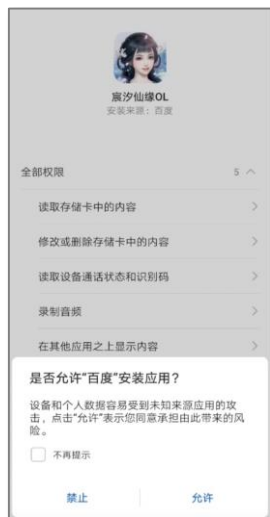 宸汐仙缘OL
安装来源：百度
全部权限 5
读取存储卡中的内容
修改或删除存储卡中的内容
读取设备通话状态和识别码
录制音频
在其他应用之上显示内容
是否允许“百度”安装应用？
设备和个人数据容易受到未知来源应用的攻
击，点击“允许”表示您同意承担由此带来的风
险。
不再提示
禁止 允许